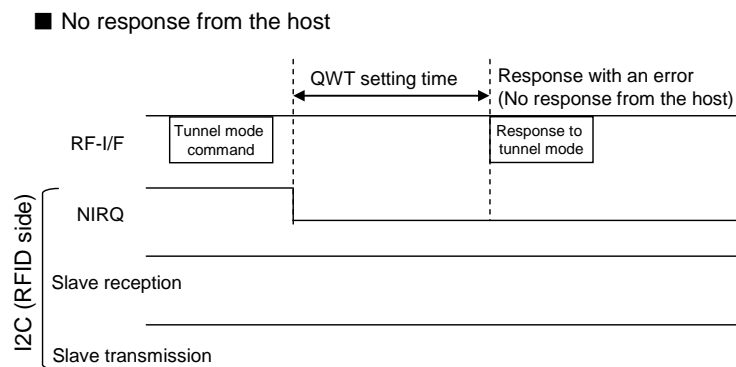 ■ No response from the host
QWT setting time
Response with an error
(No response from the host)
RF-I/F
Tunnel mode
command
Response to
tunnel mode
I2C (RFID side)
NIRQ
Slave reception
Slave transmission